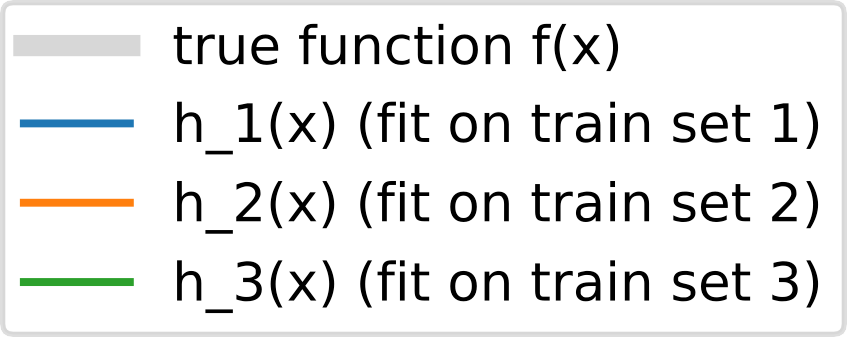 true function f(x)
h_1(x) (fit on train set 1)
h_2(x) (fit on train set 2)
h_3(x) (fit on train set 3)